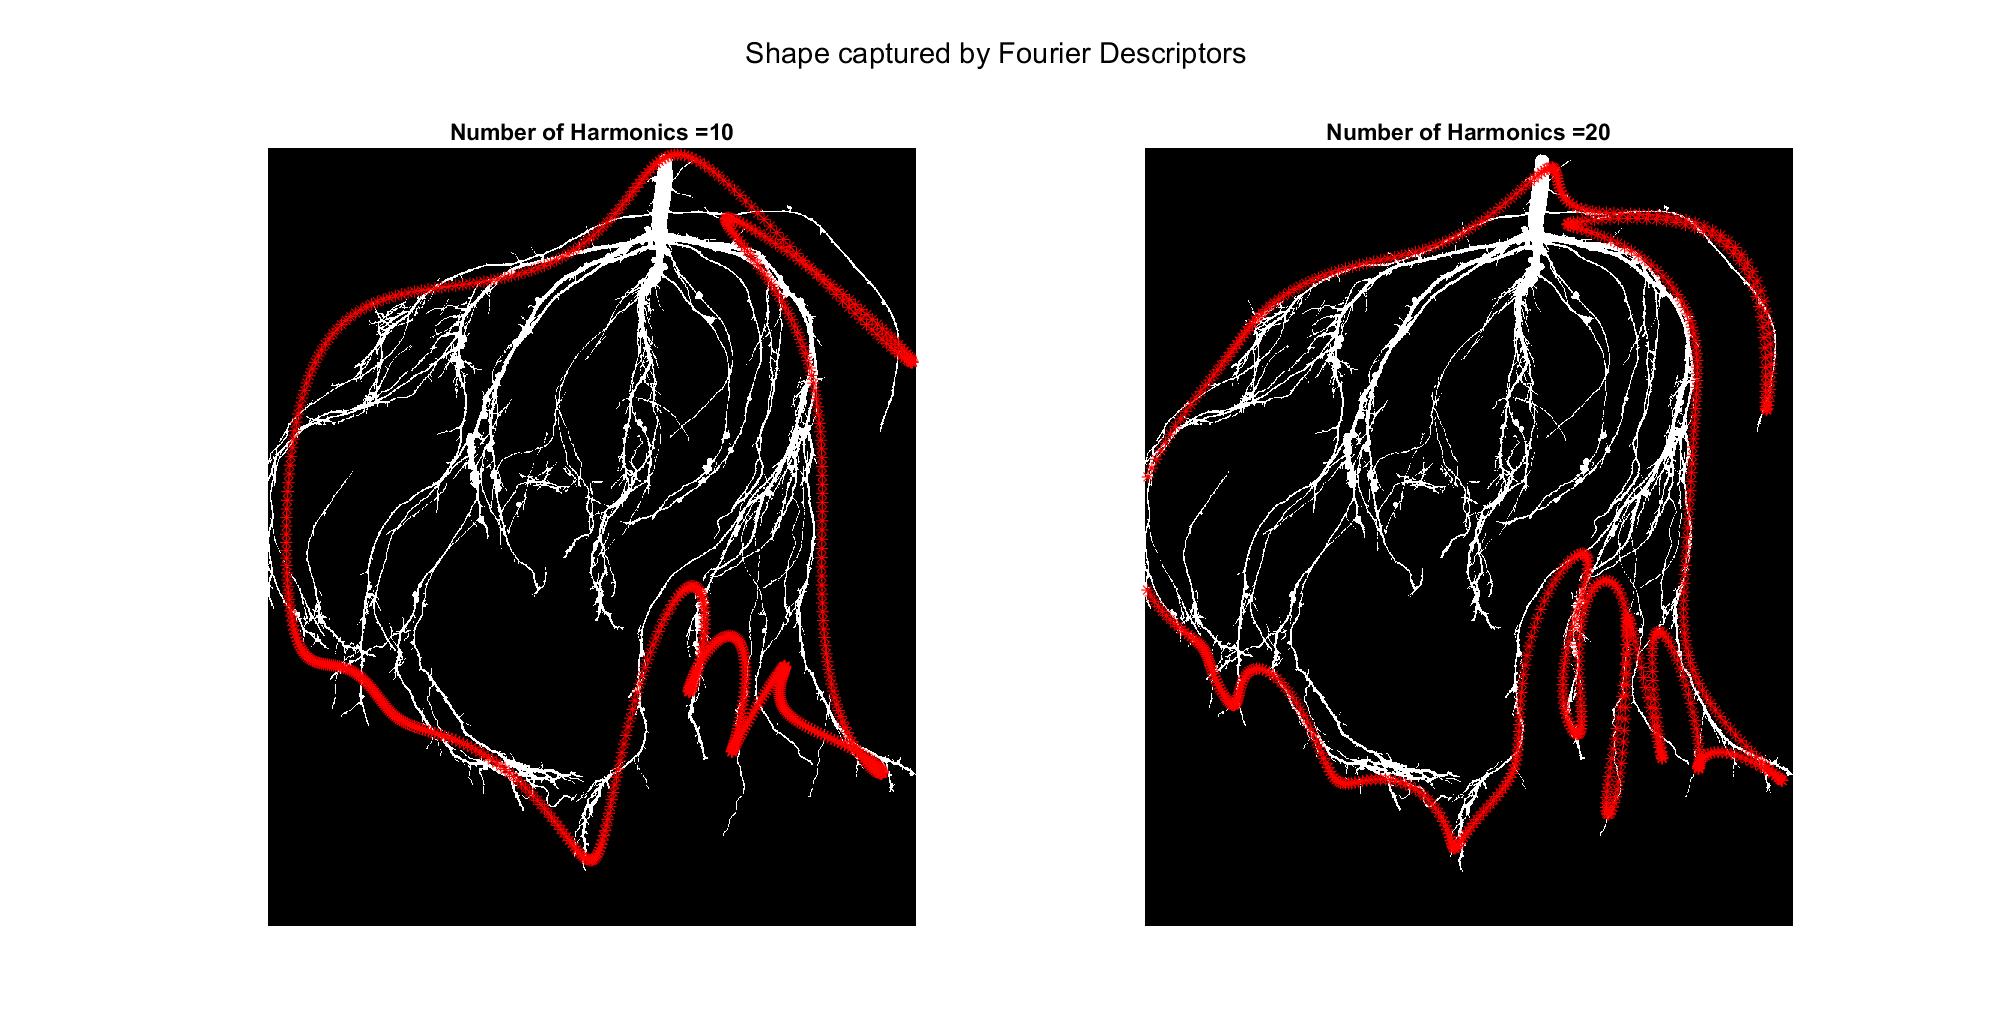 Shape captured by Fourier Descriptors
Number of Harmonics =10
Number of Harmonics =20